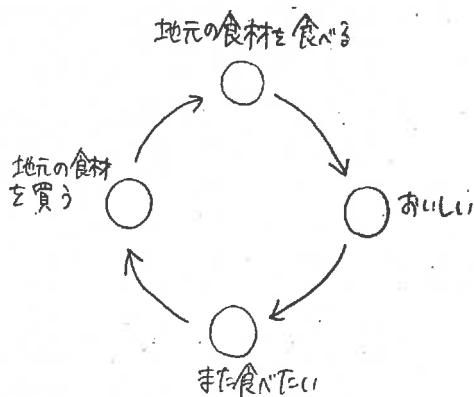 地元の食材を食べる
おいしい
また食べたい
地元の食材
を買う